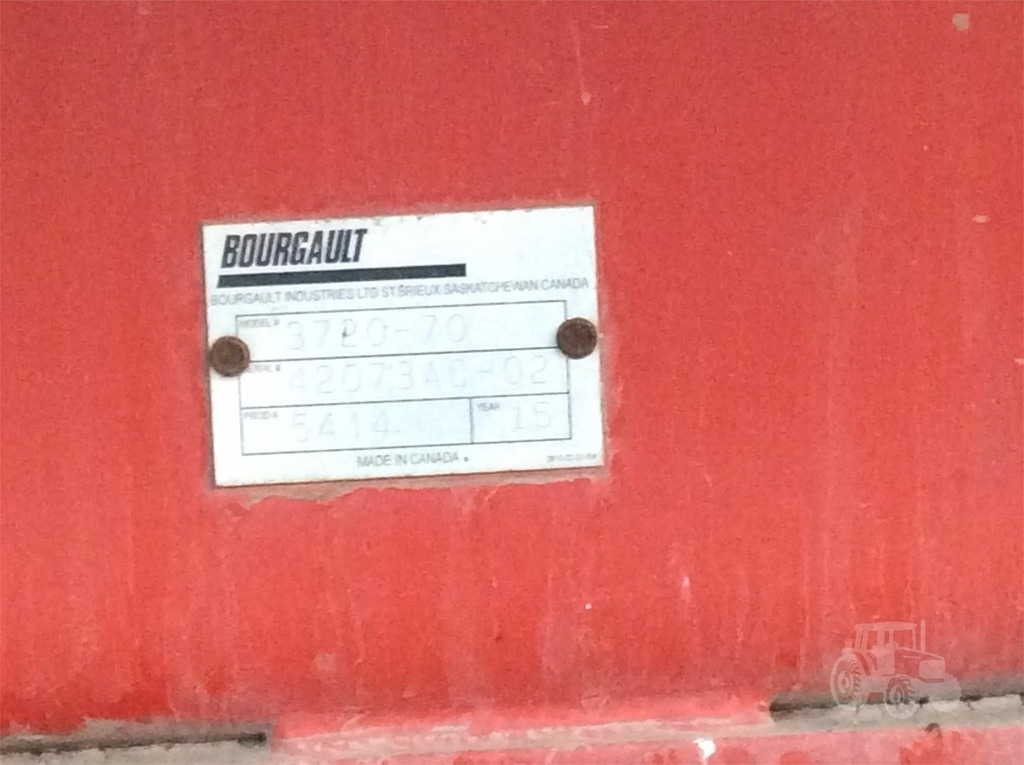 BOURGAULT
BOURGAULT INDUSTRIES LTD ST.BRIEUX SASKATCHEWAN CANADA
MODEL # 3720-70
SERIAL # 42073AC-02
PROD # 5414 YEAR 15
MADE IN CANADA